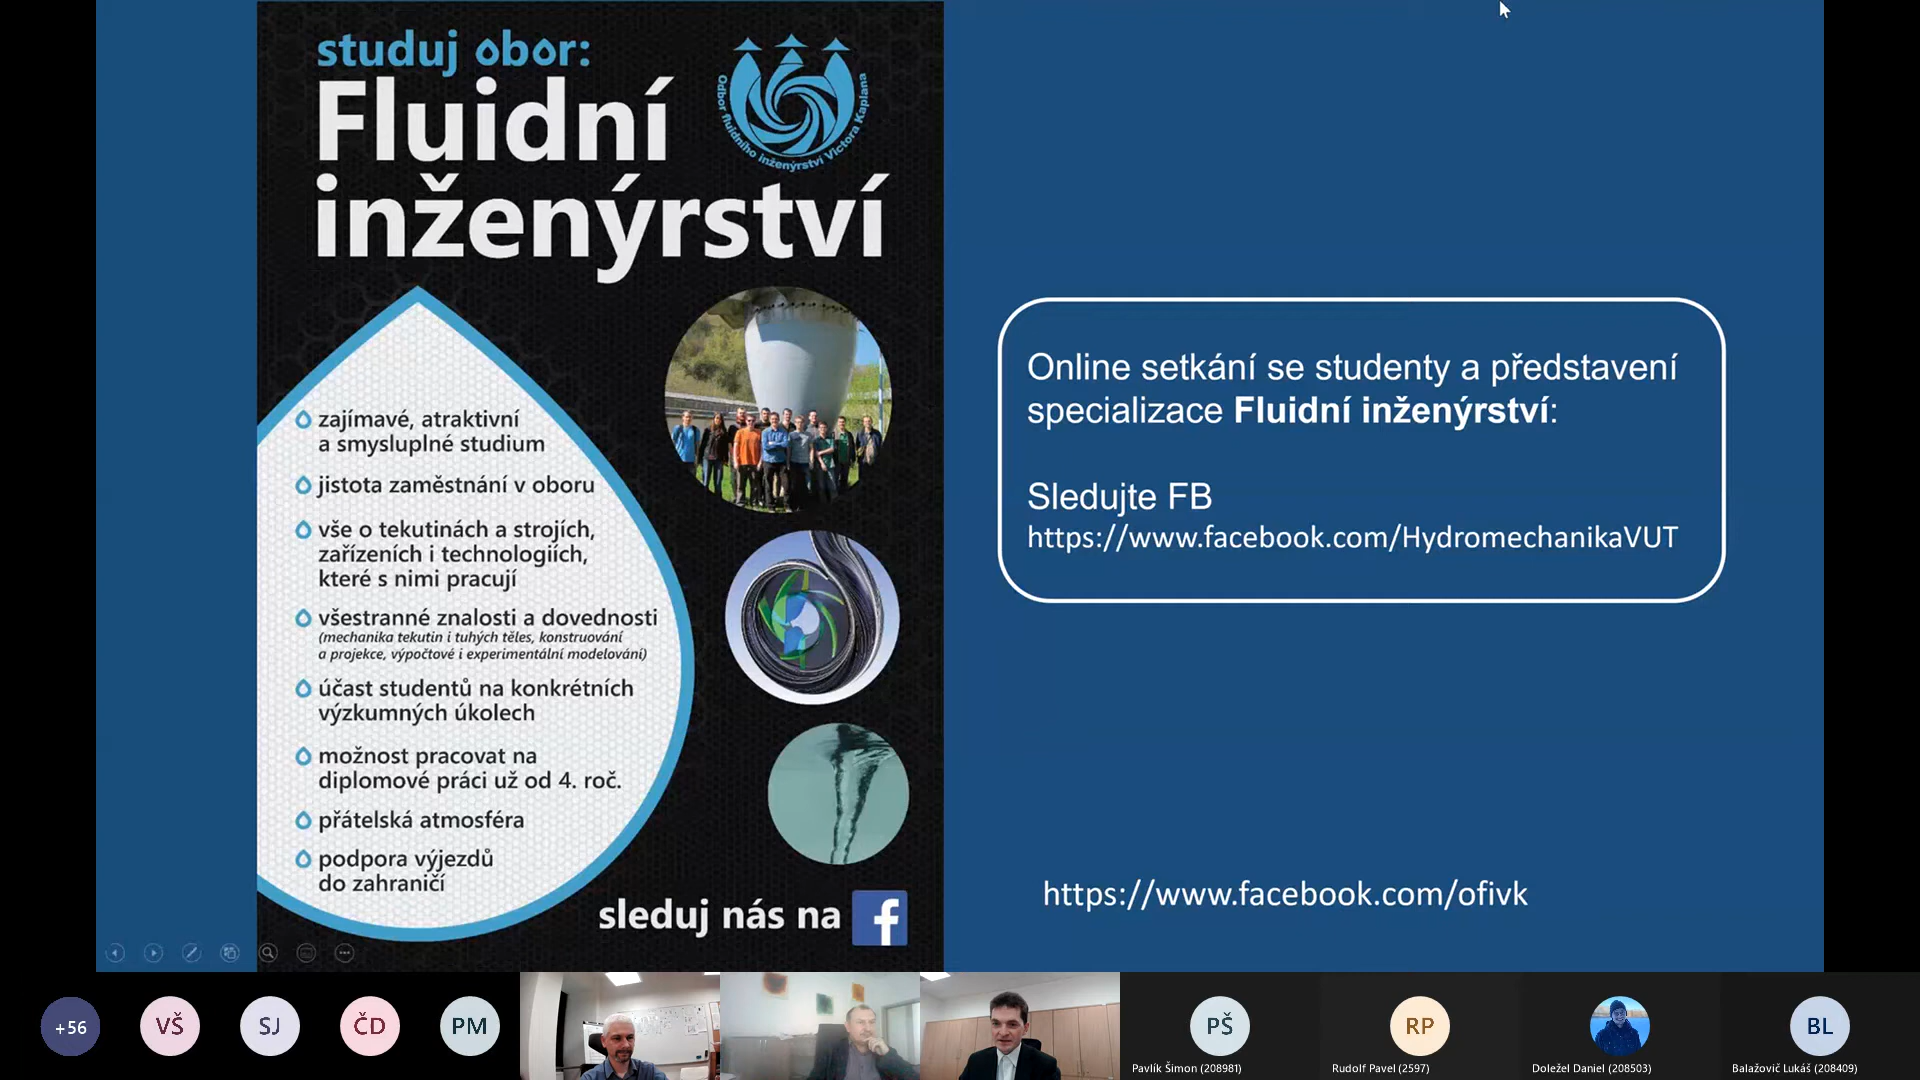 studuj obor:
Fluidní
inženýrství
Odbor fluidního inženýrství Victora Kaplana
zajímavé, atraktivní
a smysluplné studium
jistota zaměstnání v oboru
vše o tekutinách a strojích,
zařízeních i technologiích,
které s nimi pracují
všestranné znalosti a dovednosti
(mechanika tekutin i tuhých těles, konstruování
a projekce, výpočtové i experimentální modelování)
účast studentů na konkrétních
výzkumných úkolech
možnost pracovat na
diplomové práci už od 4. roč.
přátelská atmosféra
podpora výjezdů
do zahraničí
sleduj nás na
f
Online setkání se studenty a představení
specializace Fluidní inženýrství:
Sledujte FB
https://www.facebook.com/HydromechanikaVUT
https://www.facebook.com/ofivk
+56
VŠ
SJ
ČD
PM
PŠ
RP
BL
Pavlík Šimon (208981)
Rudolf Pavel (2597)
Doležel Daniel (208503)
Balažovič Lukáš (208409)